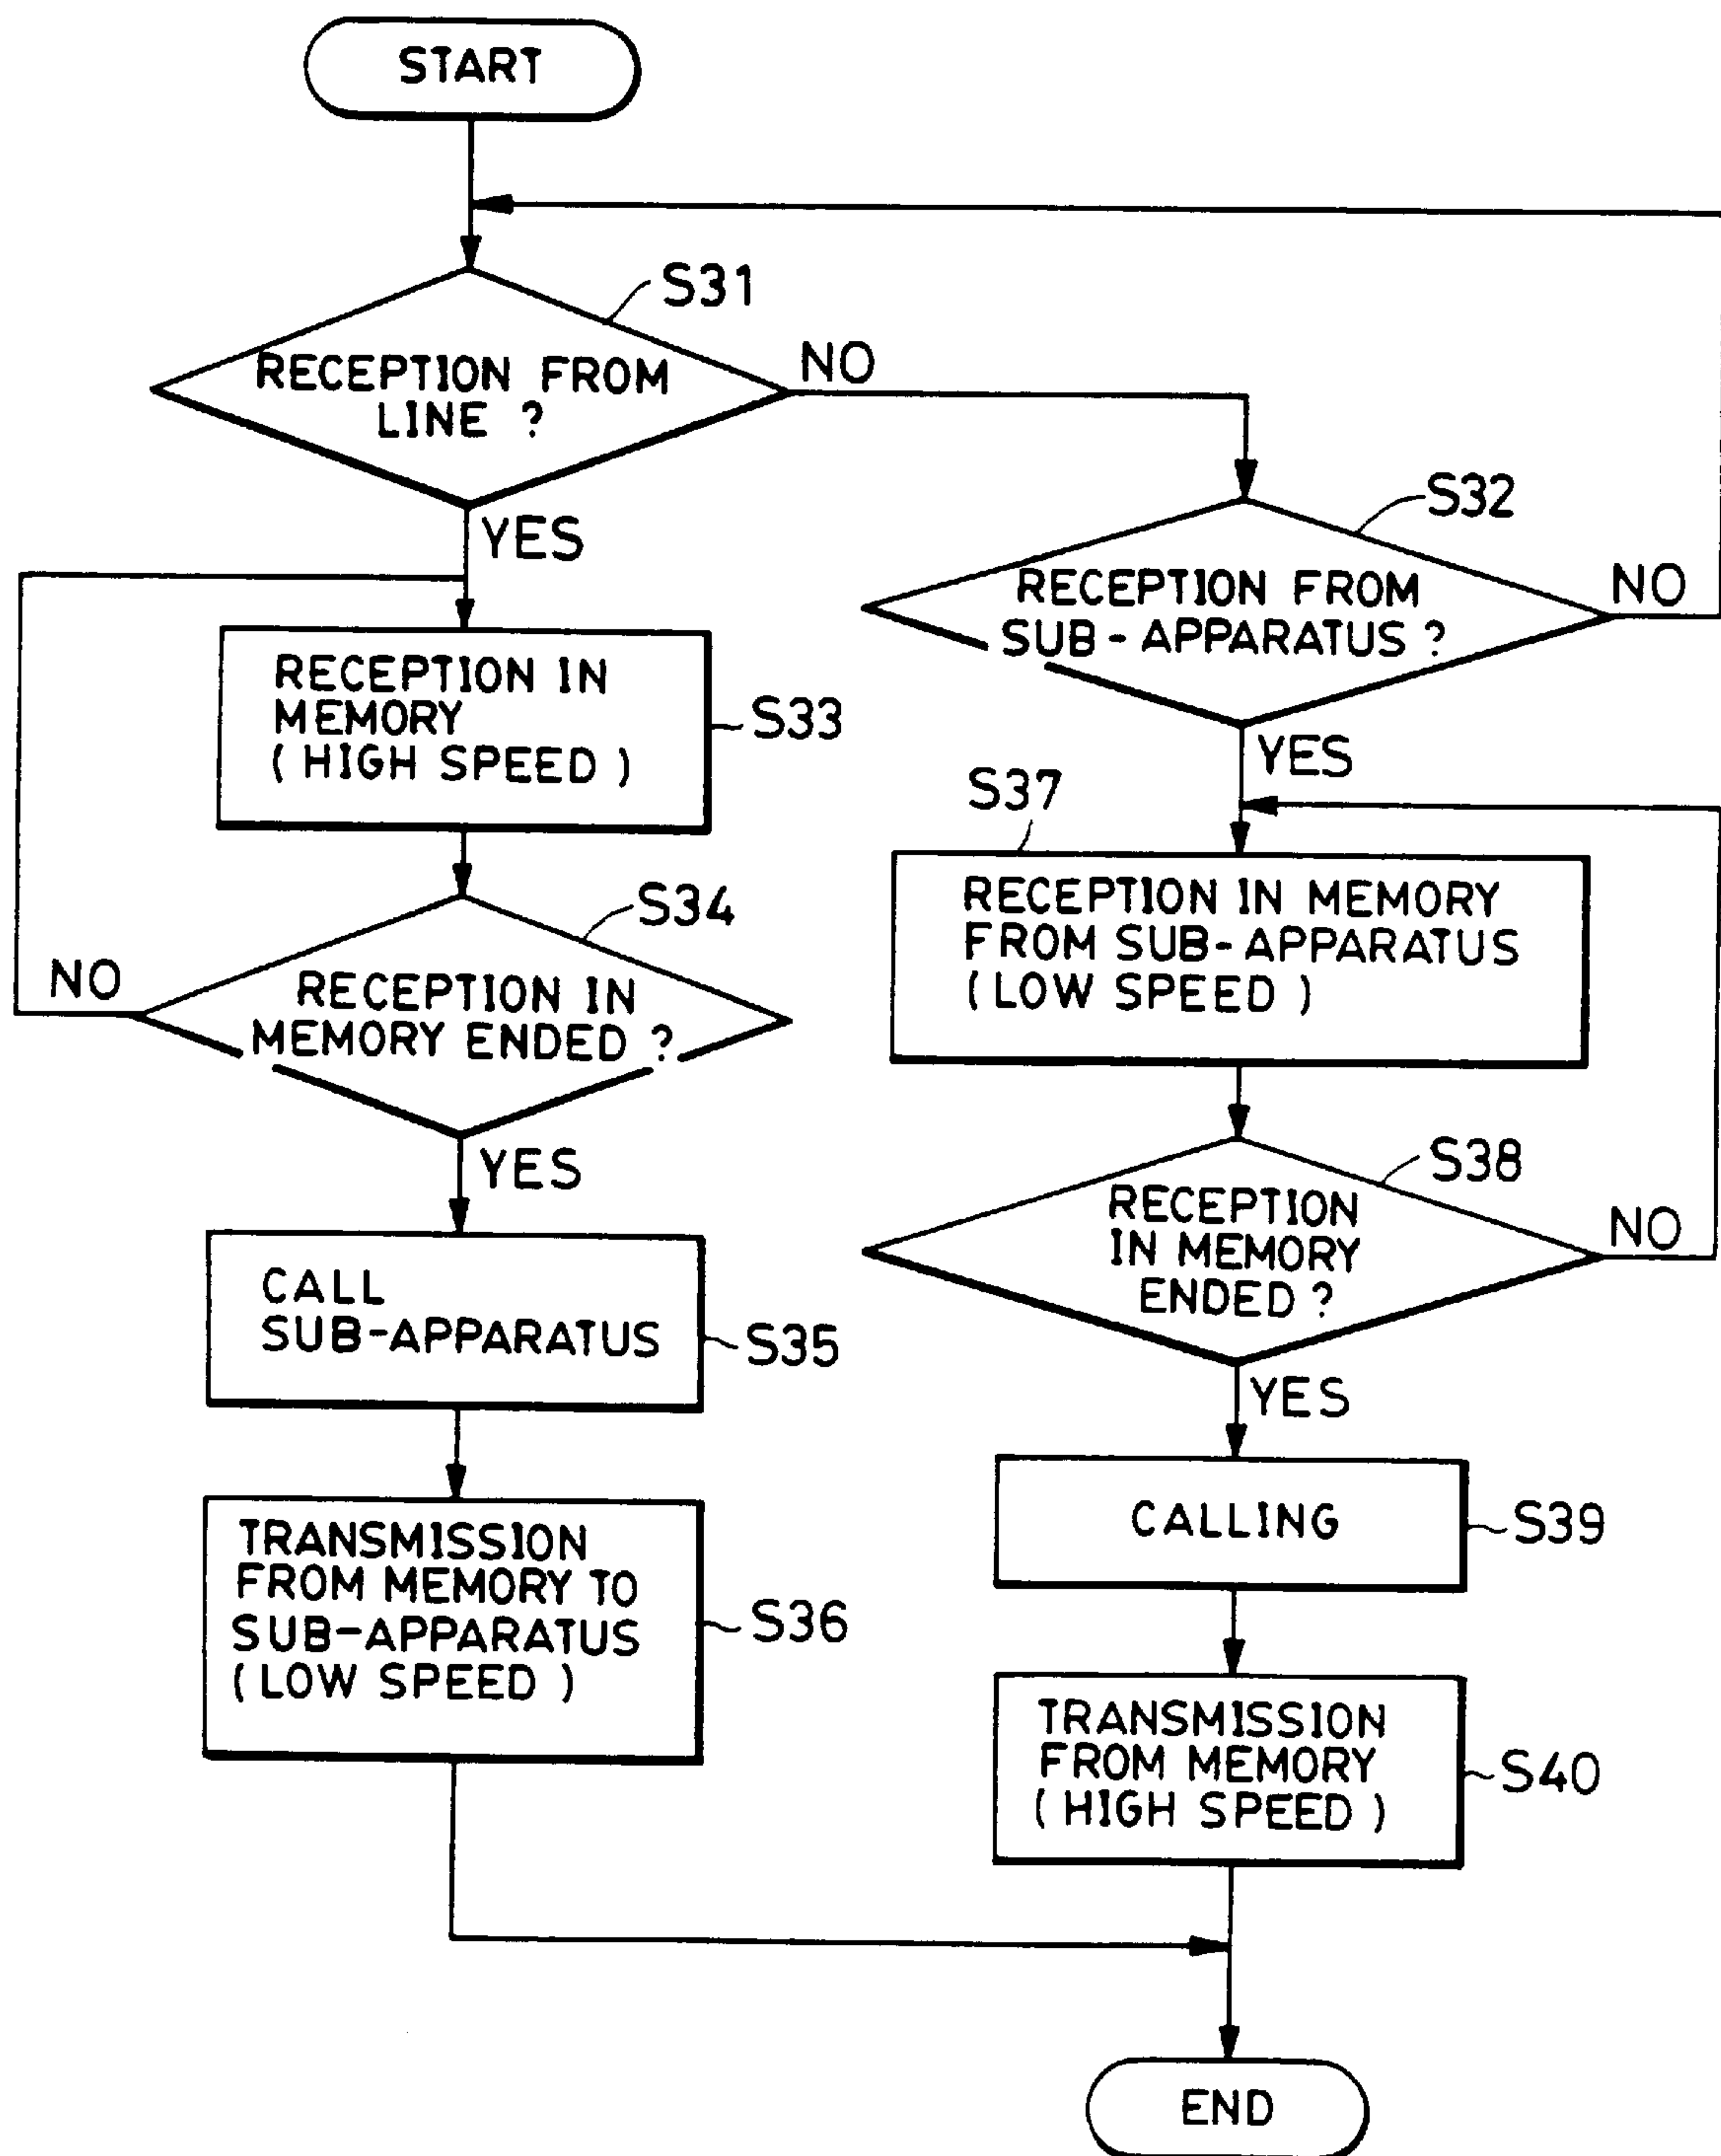 START
S31
RECEPTION FROM
LINE ?
NO
YES
S32
RECEPTION FROM
SUB-APPARATUS ?
NO
YES
RECEPTION IN
MEMORY
(HIGH SPEED)
S33
S34
RECEPTION IN
MEMORY ENDED ?
NO
YES
CALL
SUB-APPARATUS
S35
TRANSMISSION
FROM MEMORY TO
SUB-APPARATUS
(LOW SPEED)
S36
S37
RECEPTION IN MEMORY
FROM SUB-APPARATUS
(LOW SPEED)
S38
RECEPTION
IN MEMORY
ENDED ?
NO
YES
CALLING
S39
TRANSMISSION
FROM MEMORY
(HIGH SPEED)
S40
END